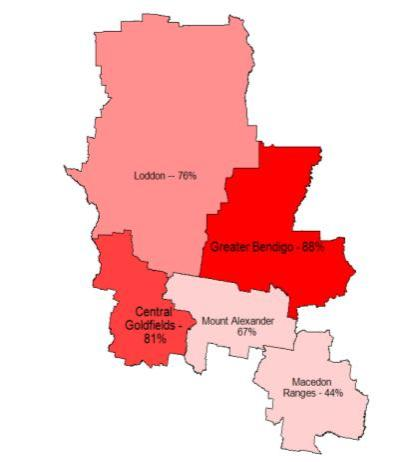 Loddon -- 76%
Greater Bendigo - 88%
Central
Goldfields -
81%
Mount Alexander
67%
Macedon
Ranges - 44%